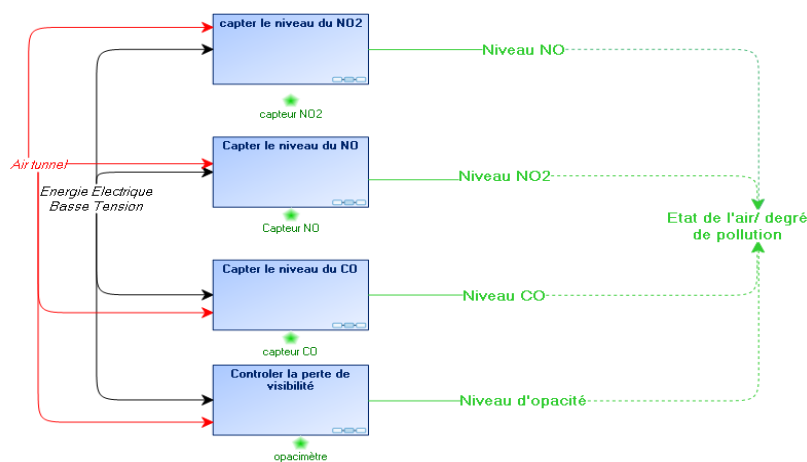 capter le niveau du NO2
Niveau NO
capteur NO2
Capter le niveau du NO
Air tunnel
Niveau NO2
Energie Electrique
Basse Tension
Capteur NO
Etat de l'air/ degré
de pollution
Capter le niveau du CO
Niveau CO
capteur CO
Controler la perte de
visibilité
Niveau d'opacité
opacimètre